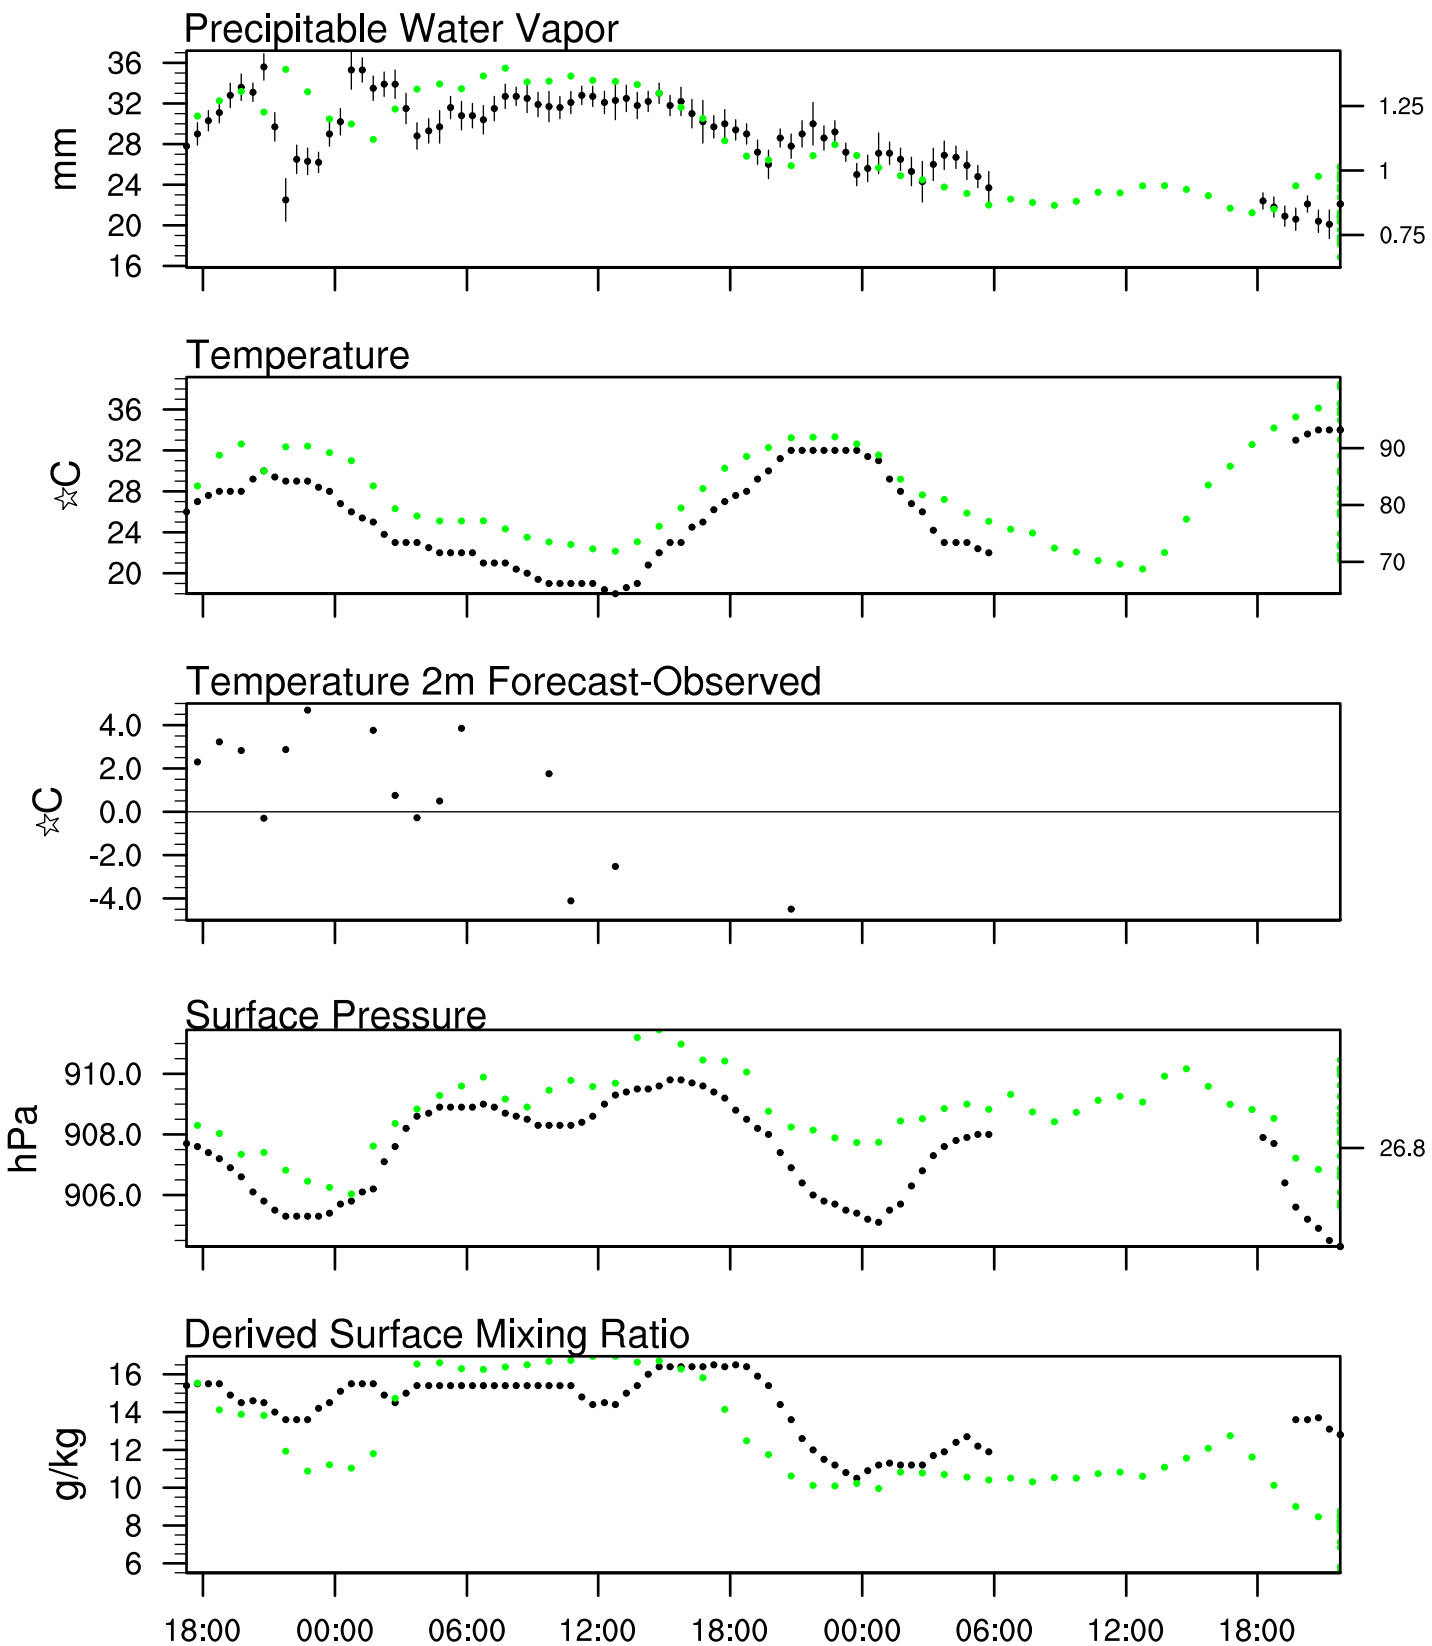 Precipitable Water Vapor
36
32
28
24
20
16
mm
1.25
1
0.75
Temperature
36
32
28
24
20
☆C
90
80
70
Temperature 2m Forecast-Observed
4.0
2.0
0.0
-2.0
-4.0
☆C
Surface Pressure
910.0
908.0
906.0
hPa
26.8
Derived Surface Mixing Ratio
16
14
12
10
8
6
g/kg
18:00 00:00 06:00 12:00 18:00 00:00 06:00 12:00 18:00